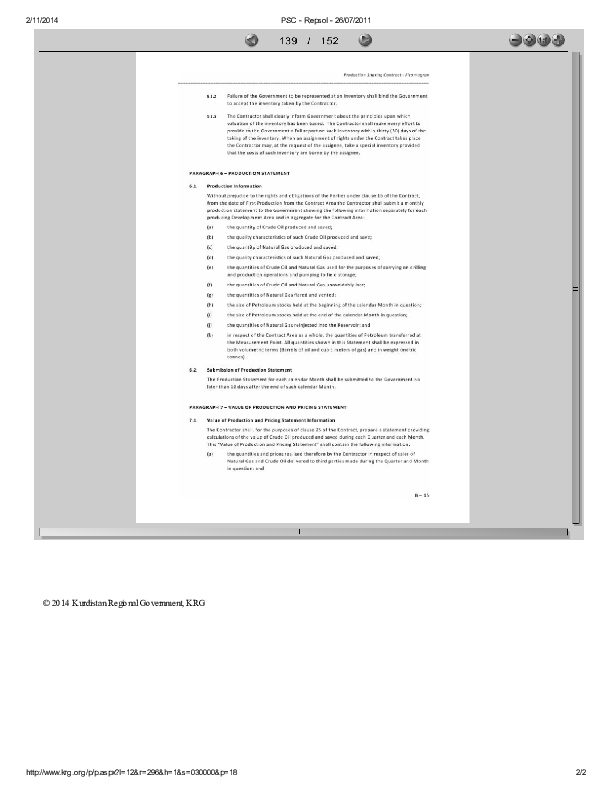 2/11/2014
PSC – Repsol - 26/07/2011
139 / 152
Production Sharing Contract –
5.1.2 Failure of the Government to be represented at an inventory shall bind the Government
to accept the inventory taken by the Contractor.
5.1.3 The Contractor shall clearly inform Government about the principles upon which
valuation of the inventory has been based. The Contractor shall make every effort to
provide to the Government a full report on such inventory within thirty (30) days of the
taking of the inventory. When an assignment of rights under the Contract takes place
the Contractor may, at the request of the assignee, take a special inventory provided
that the costs of such inventory are borne by the assignee.
PARAGRAPH 6 – PRODUCTION STATEMENT
6.1 Production Information
Without prejudice to the rights and obligations of the Parties under clause 16 of the Contract,
from the date of First Production from the Contract Area the Contractor shall submit a monthly
production statement to the Government showing the following information separately for each
producing Development Area and in aggregate for the Contract Area:
(a) the quantity of Crude Oil produced and saved;
(b) the quality characteristics of such Crude Oil produced and saved;
(c) the quantity of Natural Gas produced and saved;
(d) the quality characteristics of such Natural Gas produced and saved;
(e) the quantities of Crude Oil and Natural Gas used for the purposes of carrying on drilling
and production operations and pumping to field storage;
(f) the quantities of Crude Oil and Natural Gas unavoidably lost;
(g) the quantities of Natural Gas flared and vented;
(h) the size of Petroleum stocks held at the beginning of the calendar Month in question;
(i) the size of Petroleum stocks held at the end of the calendar Month in question;
(j) the quantities of Natural Gas reinjected into the Reservoir; and
(k) in respect of the Contract Area as a whole, the quantities of Petroleum transferred at
the Measurement Point. All quantities shown in this Statement shall be expressed in
both volumetric terms (Barrels of oil and cubic meters of gas) and in weight (metric
tonnes).
6.2 Submission of Production Statement
The Production Statement for each calendar Month shall be submitted to the Government no
later than 10 days after the end of such calendar Month.
PARAGRAPH 7 – VALUE OF PRODUCTION AND PRICING STATEMENT
7.1 Value of Production and Pricing Statement Information
The Contractor shall, for the purposes of clause 25 of the Contract, prepare a statement providing
calculations of the value of Crude Oil produced and saved during each Quarter and each Month.
This "Value of Production and Pricing Statement" shall contain the following information:
(a) the quantities and prices realised therefore by the Contractor in respect of sales of
Natural Gas and Crude Oil delivered to third parties made during the Quarter and Month
in question; and
B – 15
© 2014 Kurdistan Regional Government, KRG
http://www.krg.org/p/p.aspx?l=12&r=296&h=1&s=030000&p=18
2/2